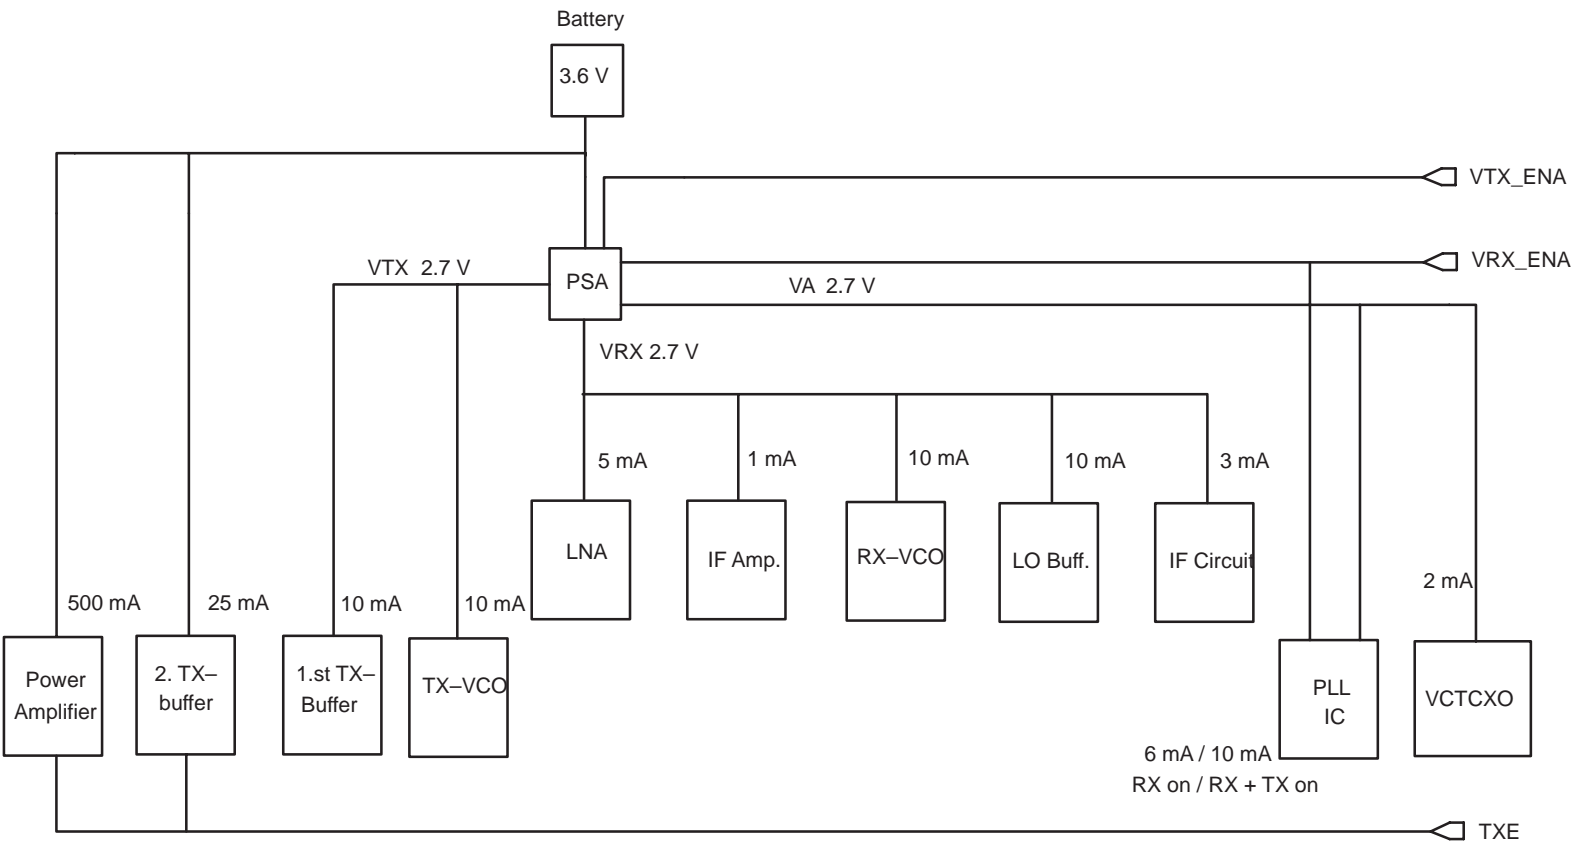 Battery
3.6 V
VTX_ENA
VRX_ENA
VTX 2.7 V
PSA
VA 2.7 V
VRX 2.7 V
5 mA
1 mA
10 mA
10 mA
3 mA
LNA
IF Amp.
RX–VCO
LO Buff.
IF Circuit
2 mA
500 mA
25 mA
10 mA
10 mA
Power
Amplifier
2. TX–
buffer
1.st TX–
Buffer
TX–VCO
PLL
IC
VCTCXO
6 mA / 10 mA
RX on / RX + TX on
TXE